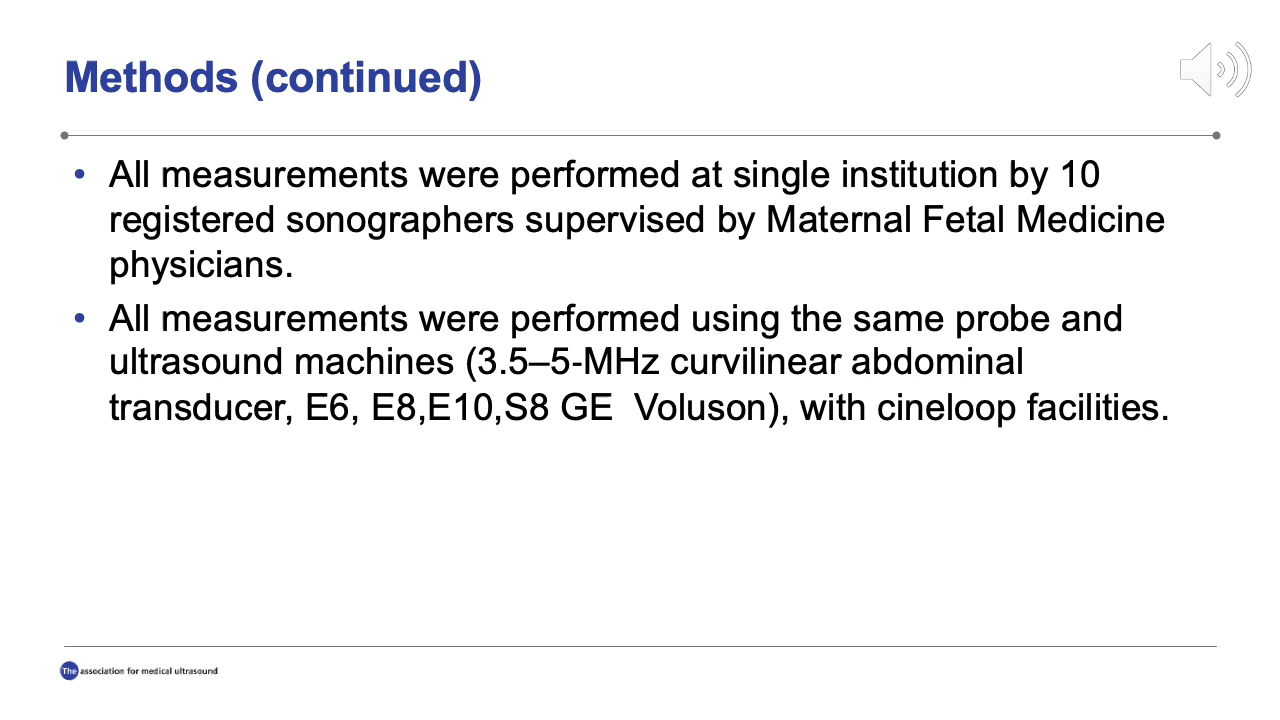 Methods (continued)
• All measurements were performed at single institution by 10
registered sonographers supervised by Maternal Fetal Medicine
physicians.
• All measurements were performed using the same probe and
ultrasound machines (3.5–5-MHz curvilinear abdominal
transducer, E6, E8,E10,S8 GE  Voluson), with cineloop facilities.
The association for medical ultrasound